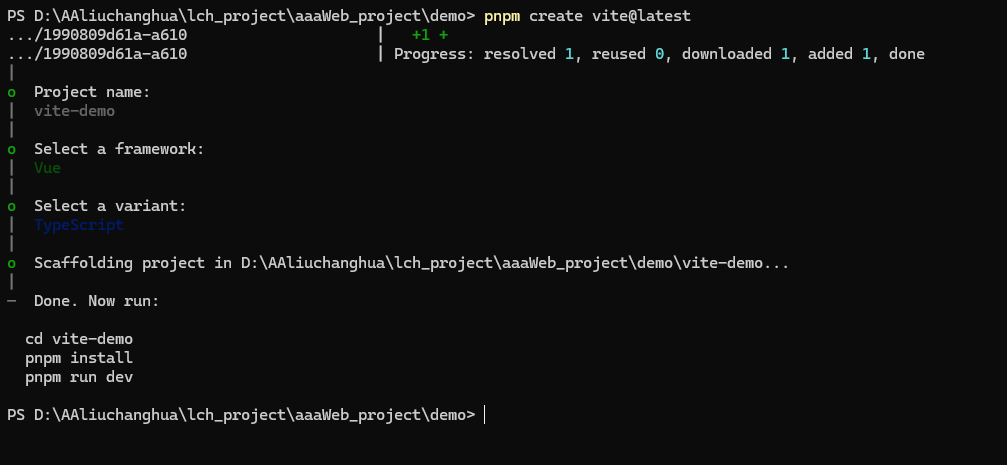 PS D:\AAliuchanghua\lch_project\aaaWeb_project\demo> pnpm create vite@latest
.../1990809d61a-a610 | +1 +
.../1990809d61a-a610 | Progress: resolved 1, reused 0, downloaded 1, added 1, done
|
o Project name:
| vite-demo
|
o Select a framework:
| Vue
|
o Select a variant:
| TypeScript
|
o Scaffolding project in D:\AAliuchanghua\lch_project\aaaWeb_project\demo\vite-demo...
|
— Done. Now run:
cd vite-demo
pnpm install
pnpm run dev
PS D:\AAliuchanghua\lch_project\aaaWeb_project\demo>